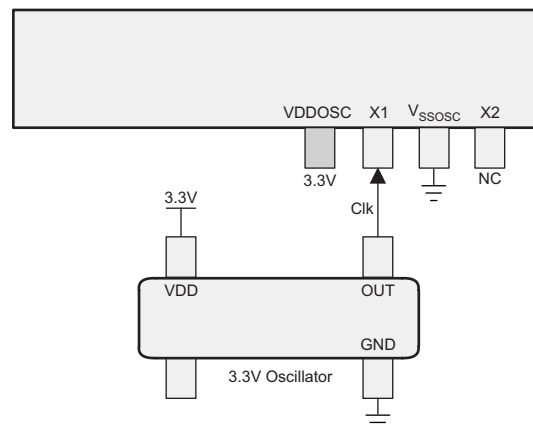 VDDOSC X1 VSSOSC X2
3.3V NC
3.3V Clk
VDD OUT
GND
3.3V Oscillator